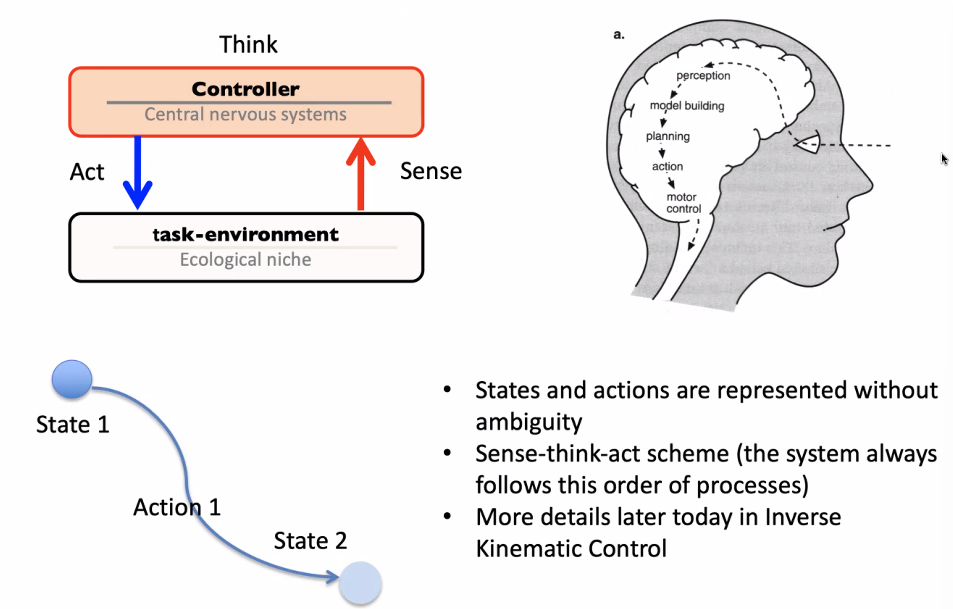 Think
Controller
Central nervous systems
Act
Sense
task-environment
Ecological niche
a.
perception
model building
planning
action
motor
control
State 1
Action 1
State 2
• States and actions are represented without
ambiguity
• Sense-think-act scheme (the system always
follows this order of processes)
• More details later today in Inverse
Kinematic Control